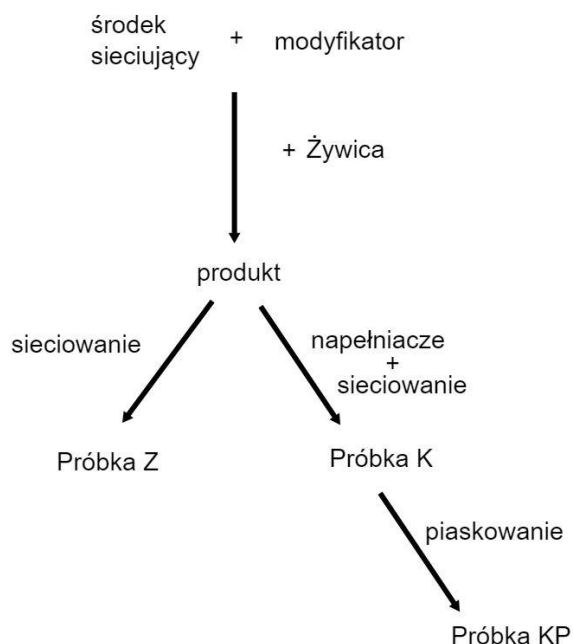 środek
sieciujący + modyfikator
+ Żywica
produkt
sieciowanie
napełniacze
+
sieciowanie
Próbka Z
Próbka K
piaskowanie
Próbka KP